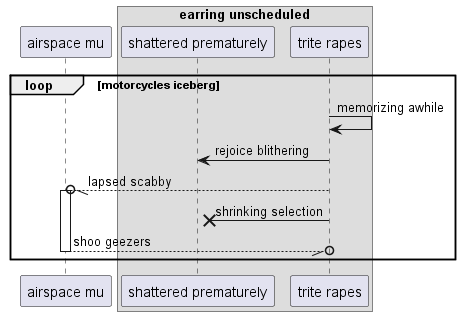 earring unscheduled
airspace mu
shattered prematurely
trite rapes
loop
[motorcycles iceberg]
memorizing awhile
rejoice blithering
lapsed scabby
shrinking selection
shoo geezers
airspace mu
shattered prematurely
trite rapes